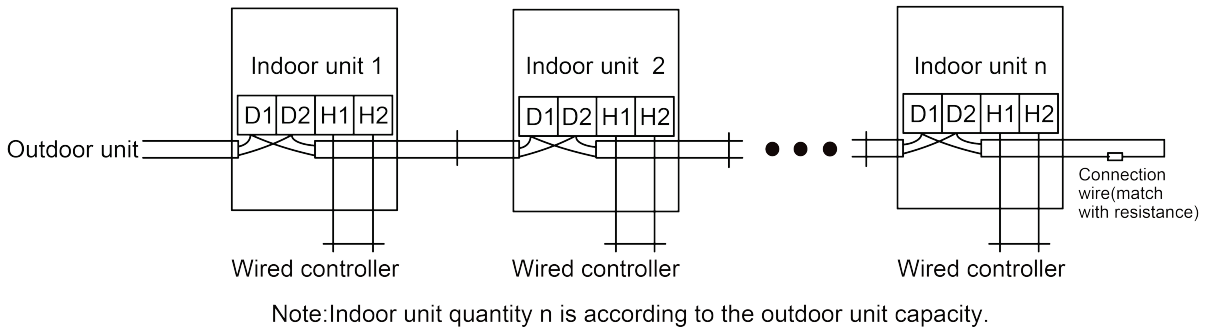 Indoor unit 1
D1 D2 H1 H2
Indoor unit 2
D1 D2 H1 H2
Indoor unit n
D1 D2 H1 H2
Outdoor unit
Connection
wire(match
with resistance)
Wired controller
Wired controller
Wired controller
Note:Indoor unit quantity n is according to the outdoor unit capacity.